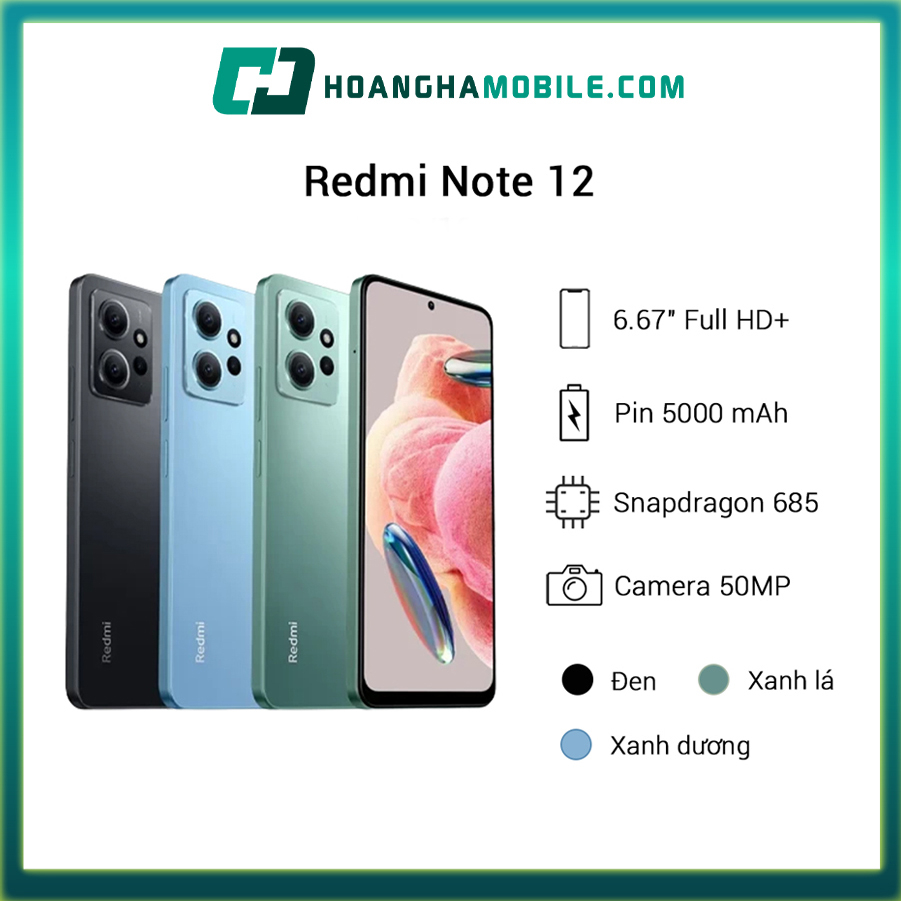 HOANGHAMOBILE.COM
Redmi Note 12
6.67" Full HD+
Pin 5000 mAh
Snapdragon 685
Camera 50MP
Đen
Xanh lá
Xanh dương
Redmi
Redmi
Redmi